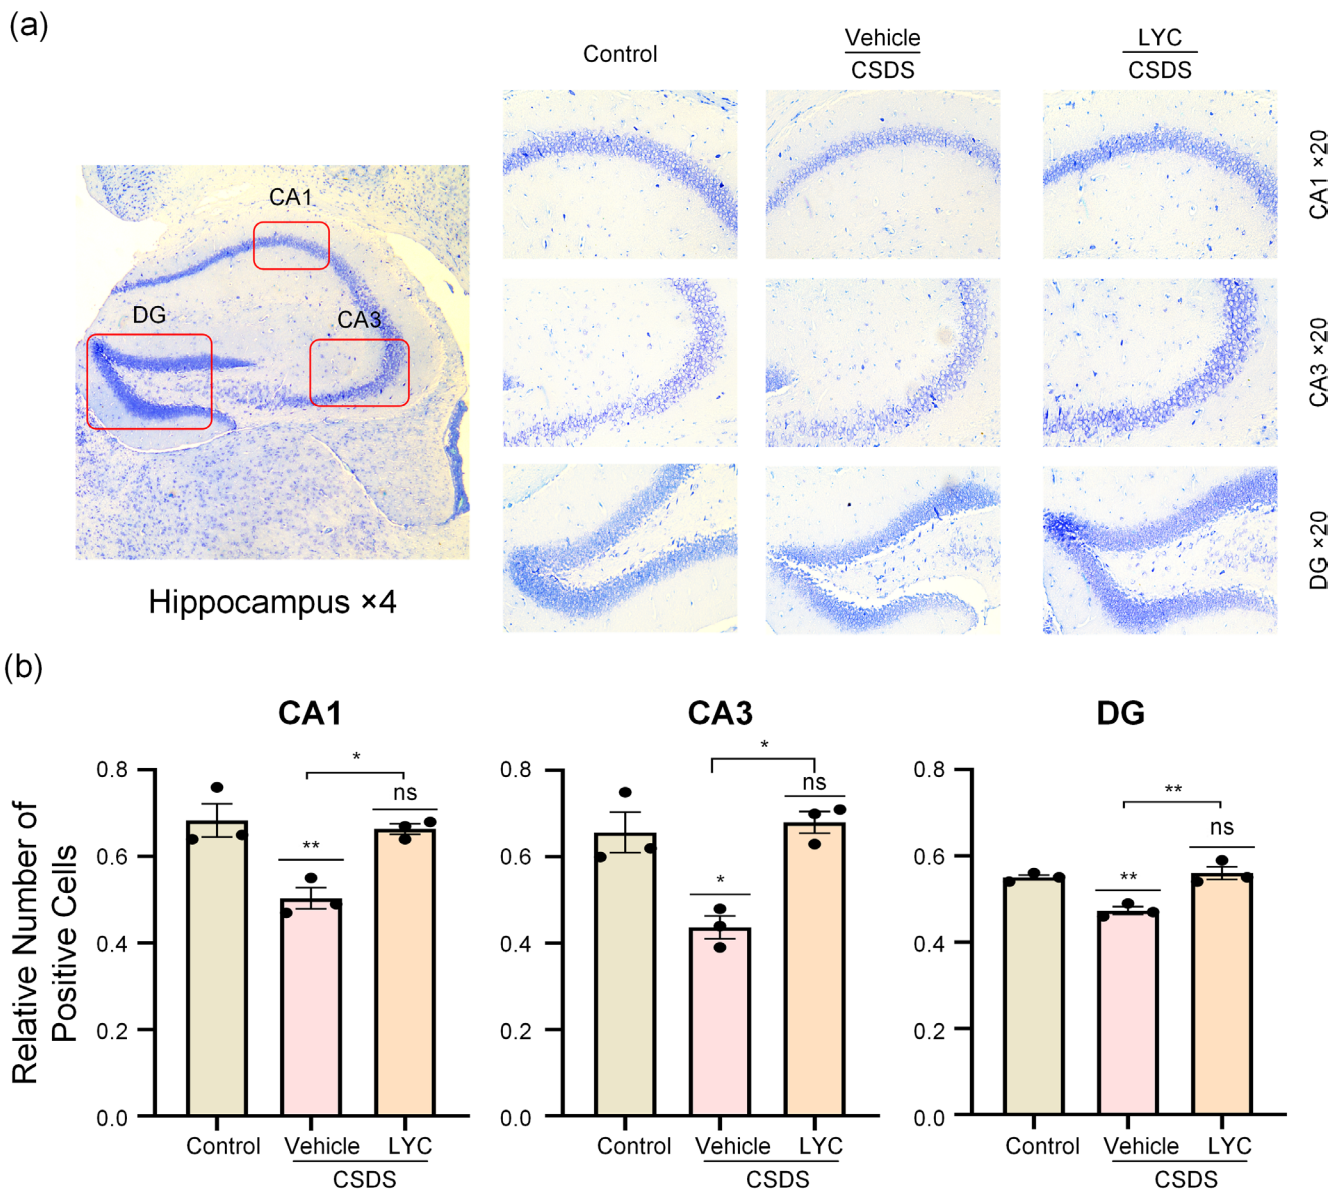 (a)
Control
Vehicle
CSDS
LYC
CSDS
CA1
DG
CA3
CA1 ×20
CA3 ×20
DG ×20
Hippocampus ×4
(b)
CA1
CA3
DG
Relative Number of
Positive Cells
0.8
0.6
0.4
0.2
0.0
**
*
ns
Control
Vehicle
LYC
CSDS
0.8
0.6
0.4
0.2
0.0
*
*
ns
Control
Vehicle
LYC
CSDS
0.8
0.6
0.4
0.2
0.0
**
**
ns
Control
Vehicle
LYC
CSDS